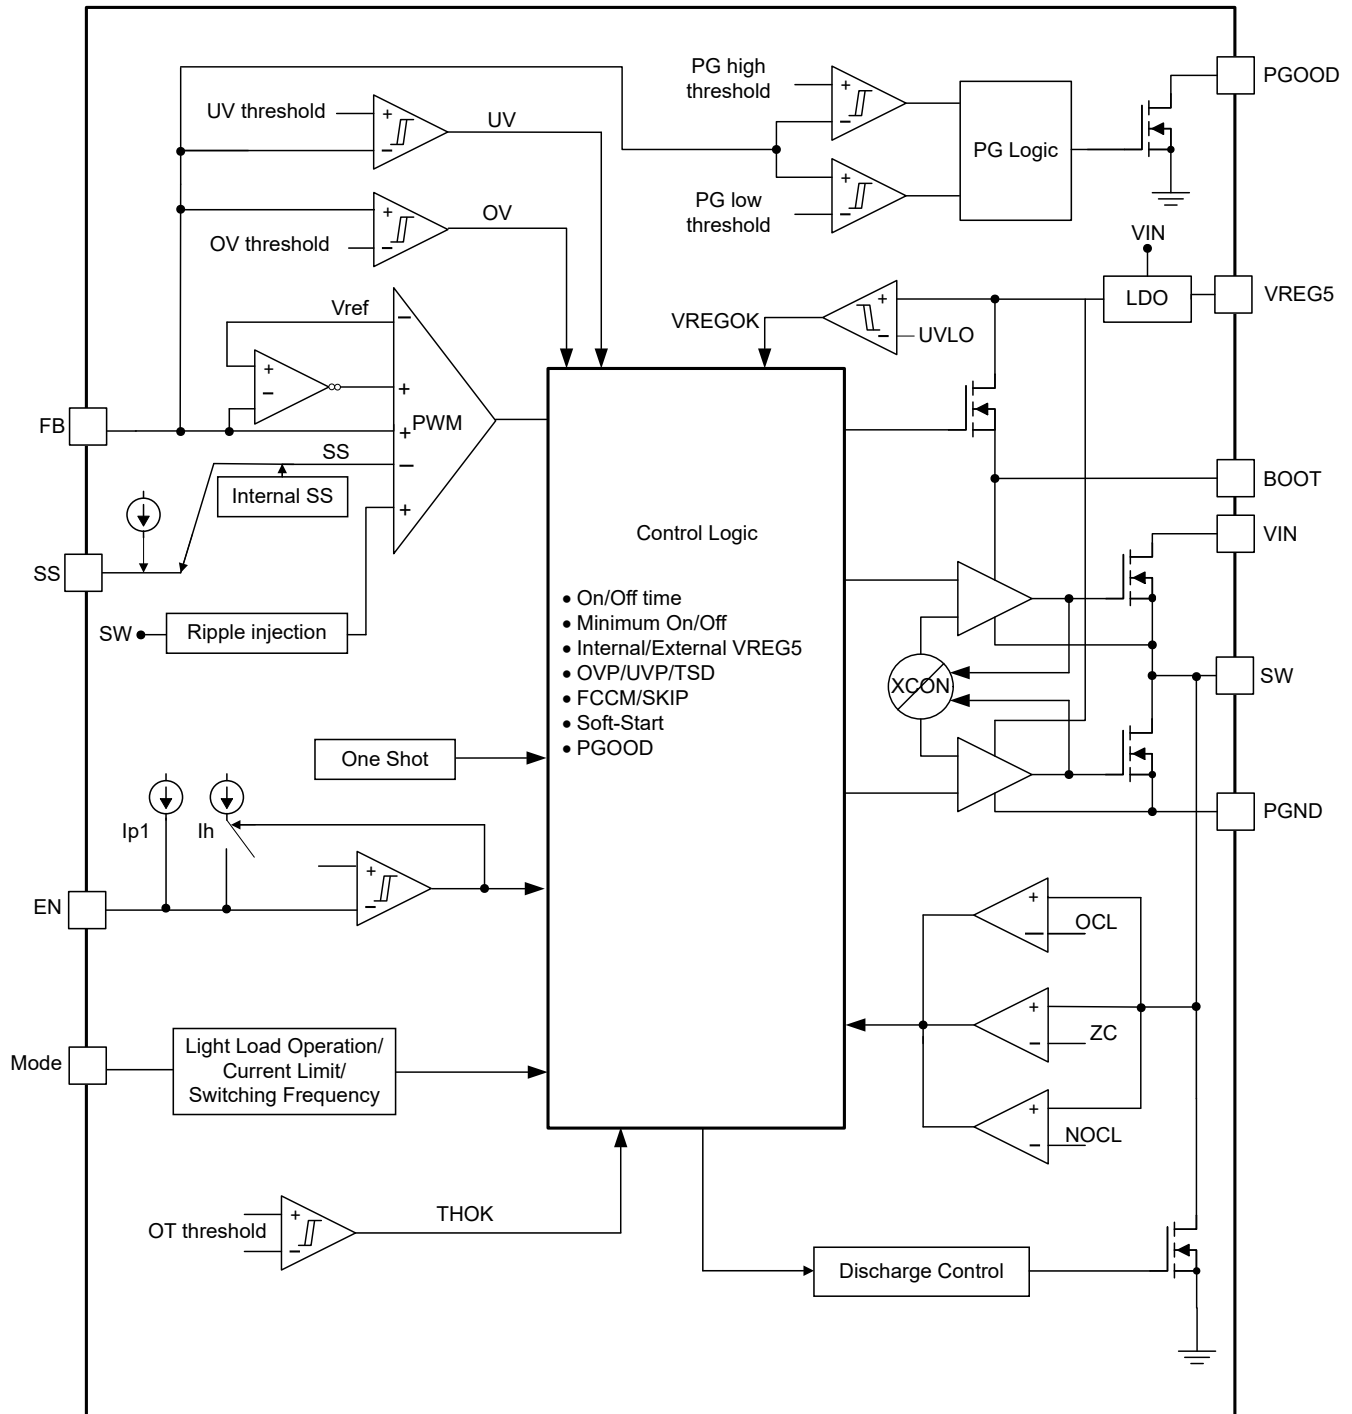 PG high
threshold
PGOOD
UV threshold
UV
PG Logic
PG low
threshold
OV
OV threshold
VIN
LDO
VREG5
Vref
VREGOK
UVLO
+
−
+
−
+
−
+
−
+
−
−
+
−
+
+
−
+
PWM
FB
SS
Internal SS
BOOT
VIN
Control Logic
SS
• On/Off time
• Minimum On/Off
• Internal/External VREG5
• OVP/UVP/TSD
• FCCM/SKIP
• Soft-Start
• PGOOD
SW
Ripple injection
XCON
SW
One Shot
Ip1
Ih
PGND
+
−
EN
+
−
OCL
+
−
ZC
Mode
Light Load Operation/
Current Limit/
Switching Frequency
+
−
NOCL
OT threshold
+
−
THOK
Discharge Control